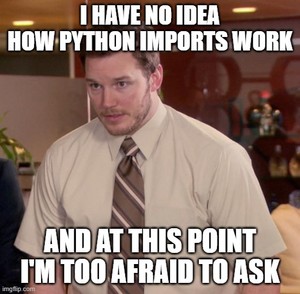 I HAVE NO IDEA
HOW PYTHON IMPORTS WORK
AND AT THIS POINT
I'M TOO AFRAID TO ASK
imgflip.com